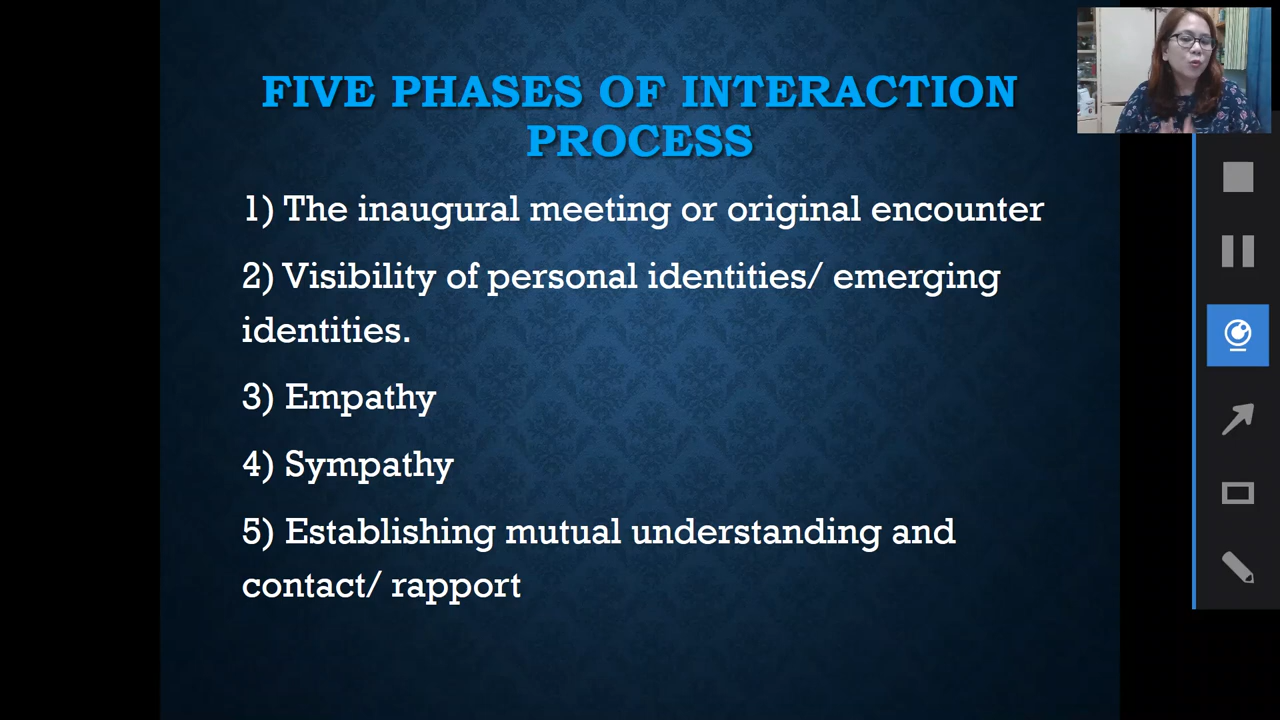 FIVE PHASES OF INTERACTION
PROCESS
1) The inaugural meeting or original encounter
2) Visibility of personal identities/ emerging
identities.
3) Empathy
4) Sympathy
5) Establishing mutual understanding and
contact/ rapport